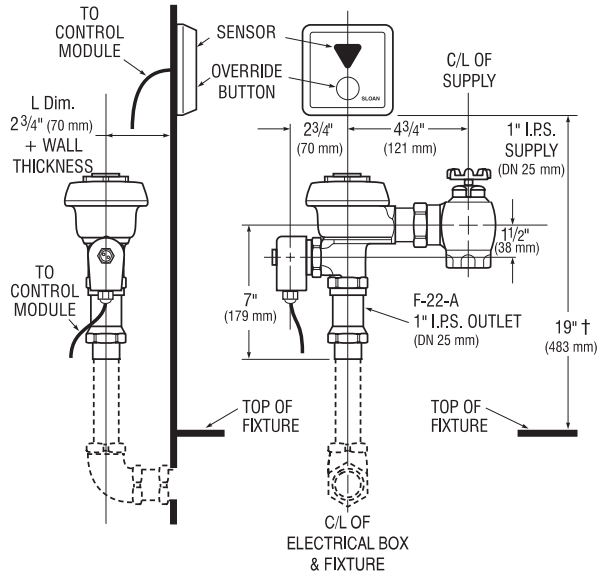 TO
CONTROL
MODULE
SENSOR
OVERRIDE
BUTTON
SLOAN
C/L OF
SUPPLY
L Dim.
2 3/4" (70 mm)
+ WALL
THICKNESS
2 3/4"
(70 mm)
4 3/4"
(121 mm)
1" I.P.S.
SUPPLY
(DN 25 mm)
1 1/2"
(38 mm)
TO
CONTROL
MODULE
7"
(179 mm)
F-22-A
1" I.P.S. OUTLET
(DN 25 mm)
19" †
(483 mm)
TOP OF
FIXTURE
TOP OF
FIXTURE
C/L OF
ELECTRICAL BOX
& FIXTURE